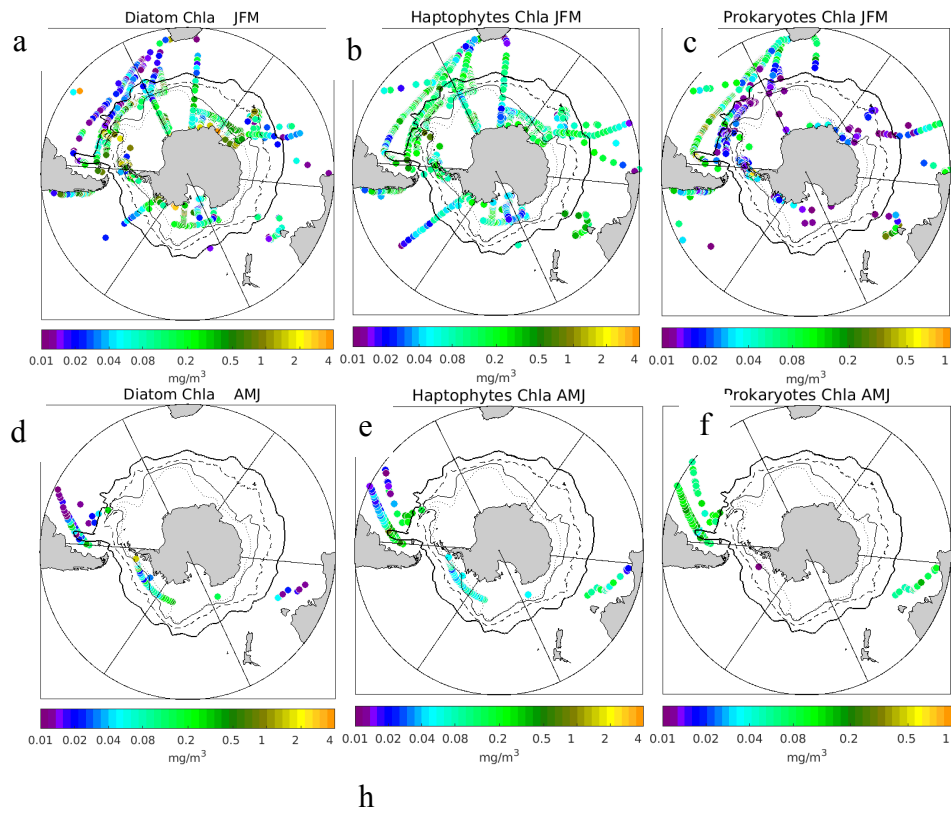 a
Diatom Chla JFM
b
Haptophytes Chla JFM
c
Prokaryotes Chla JFM
0.01 0.02 0.04 0.08 0.2 0.5 1 2 4
mg/m³
0.01 0.02 0.04 0.08 0.2 0.5 1 2 4
mg/m³
0.01 0.02 0.04 0.08 0.2 0.5 1
mg/m³
d
Diatom Chla AMJ
e
Haptophytes Chla AMJ
f
Prokaryotes Chla AMJ
0.01 0.02 0.04 0.08 0.2 0.5 1 2 4
mg/m³
0.01 0.02 0.04 0.08 0.2 0.5 1 2 4
mg/m³
0.01 0.02 0.04 0.08 0.2 0.5 1
mg/m³
h